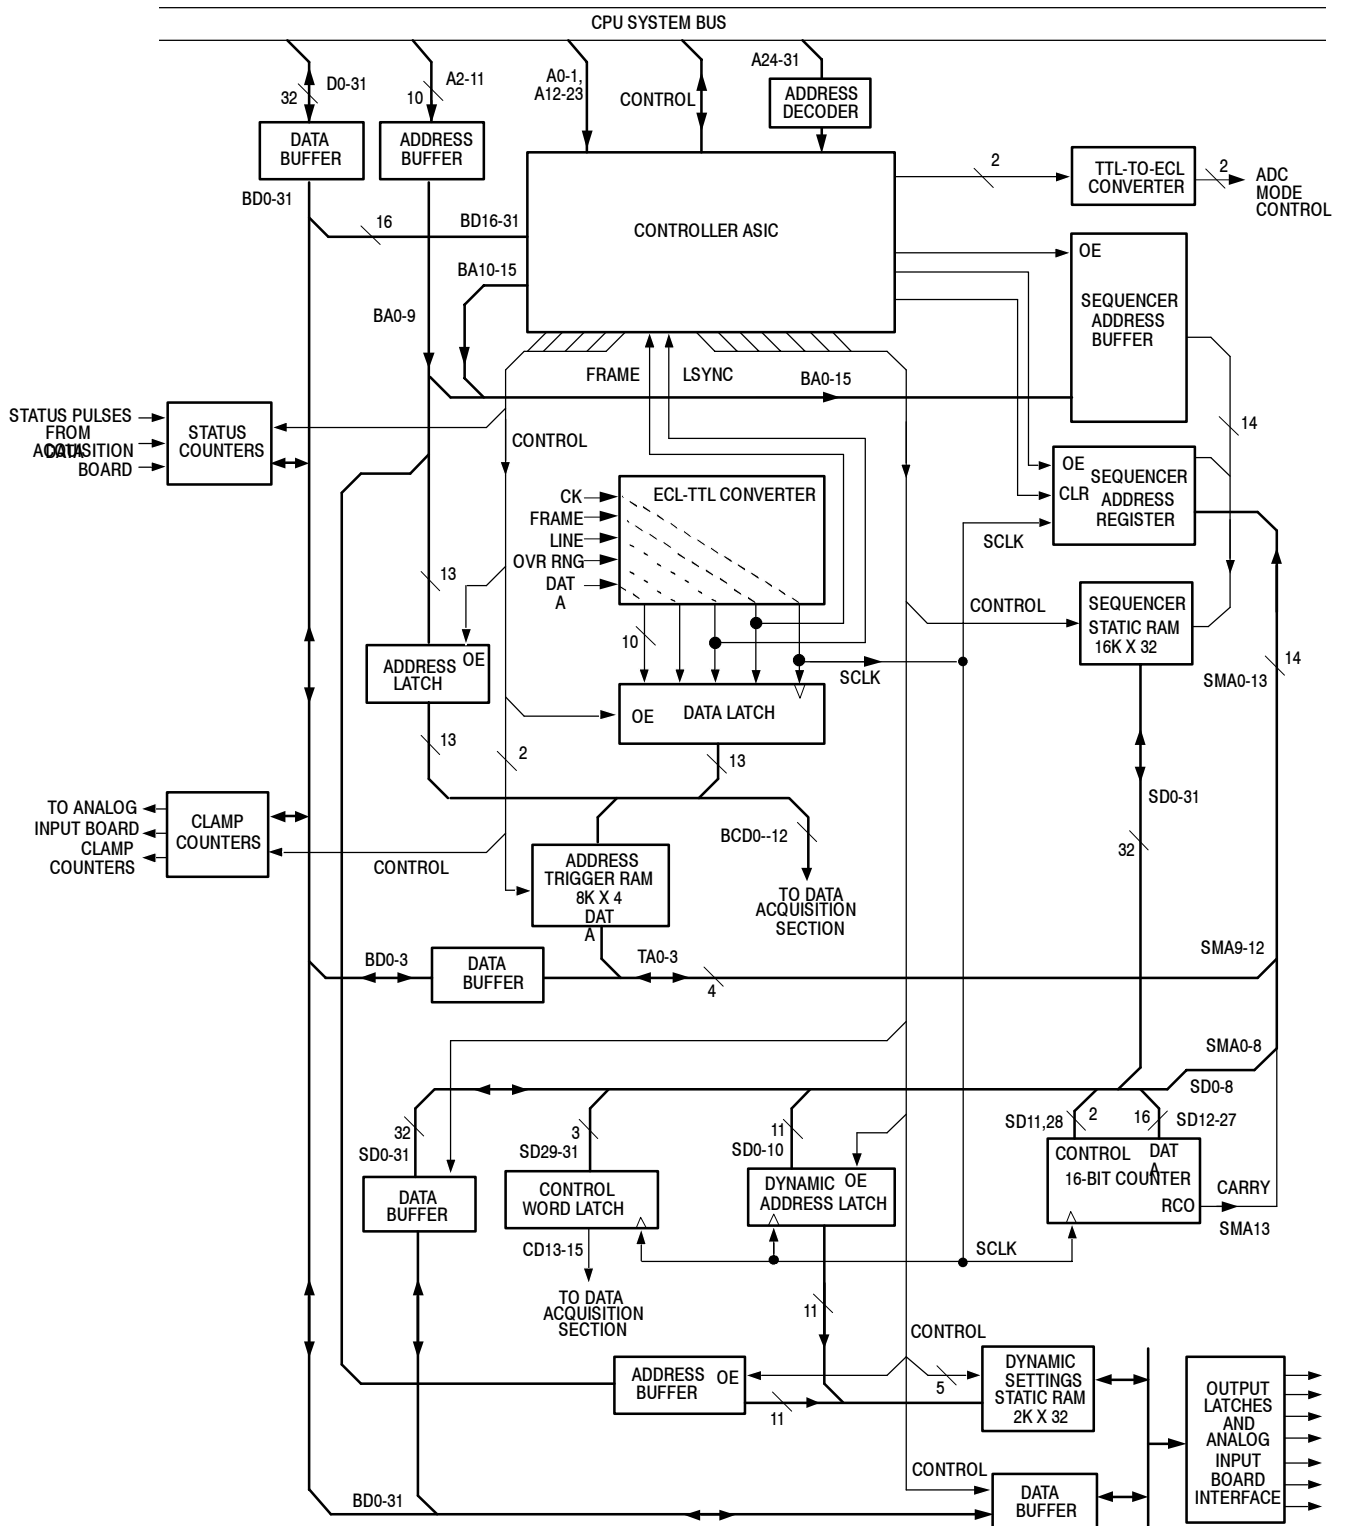 CPU SYSTEM BUS
D0-31
32
A2-11
10
A0-1,
A12-23
CONTROL
A24-31
ADDRESS
DECODER
DATA
BUFFER
ADDRESS
BUFFER
BD0-31
16
BD16-31
CONTROLLER ASIC
2
TTL-TO-ECL
CONVERTER
2
ADC
MODE
CONTROL
BA10-15
BA0-9
OE
SEQUENCER
ADDRESS
BUFFER
FRAME
LSYNC
BA0-15
14
STATUS PULSES
FROM
DATA
ACQUISITION
BOARD
STATUS
COUNTERS
CONTROL
ECL-TTL CONVERTER
CK
FRAME
LINE
OVR RNG
DAT
A
OE
CLR
SEQUENCER
ADDRESS
REGISTER
SCLK
13
10
CONTROL
SEQUENCER
STATIC RAM
16K X 32
14
SMA0-13
ADDRESS
LATCH
OE
SCLK
OE
DATA LATCH
13
2
13
SD0-31
32
TO ANALOG
INPUT BOARD
CLAMP
COUNTERS
CLAMP
COUNTERS
CONTROL
BCD0--12
ADDRESS
TRIGGER RAM
8K X 4
DAT
A
TO DATA
ACQUISITION
SECTION
BD0-3
DATA
BUFFER
TA0-3
4
SMA9-12
SMA0-8
SD0-8
32
SD0-31
3
SD29-31
11
SD0-10
SD11,28
2
16
SD12-27
DATA
BUFFER
CONTROL
WORD LATCH
DYNAMIC
OE
ADDRESS LATCH
CONTROL
DAT
A
16-BIT COUNTER
RCO
CARRY
SMA13
CD13-15
SCLK
TO DATA
ACQUISITION
SECTION
11
CONTROL
ADDRESS
BUFFER
OE
11
5
DYNAMIC
SETTINGS
STATIC RAM
2K X 32
OUTPUT
LATCHES
AND
ANALOG
INPUT
BOARD
INTERFACE
BD0-31
CONTROL
DATA
BUFFER